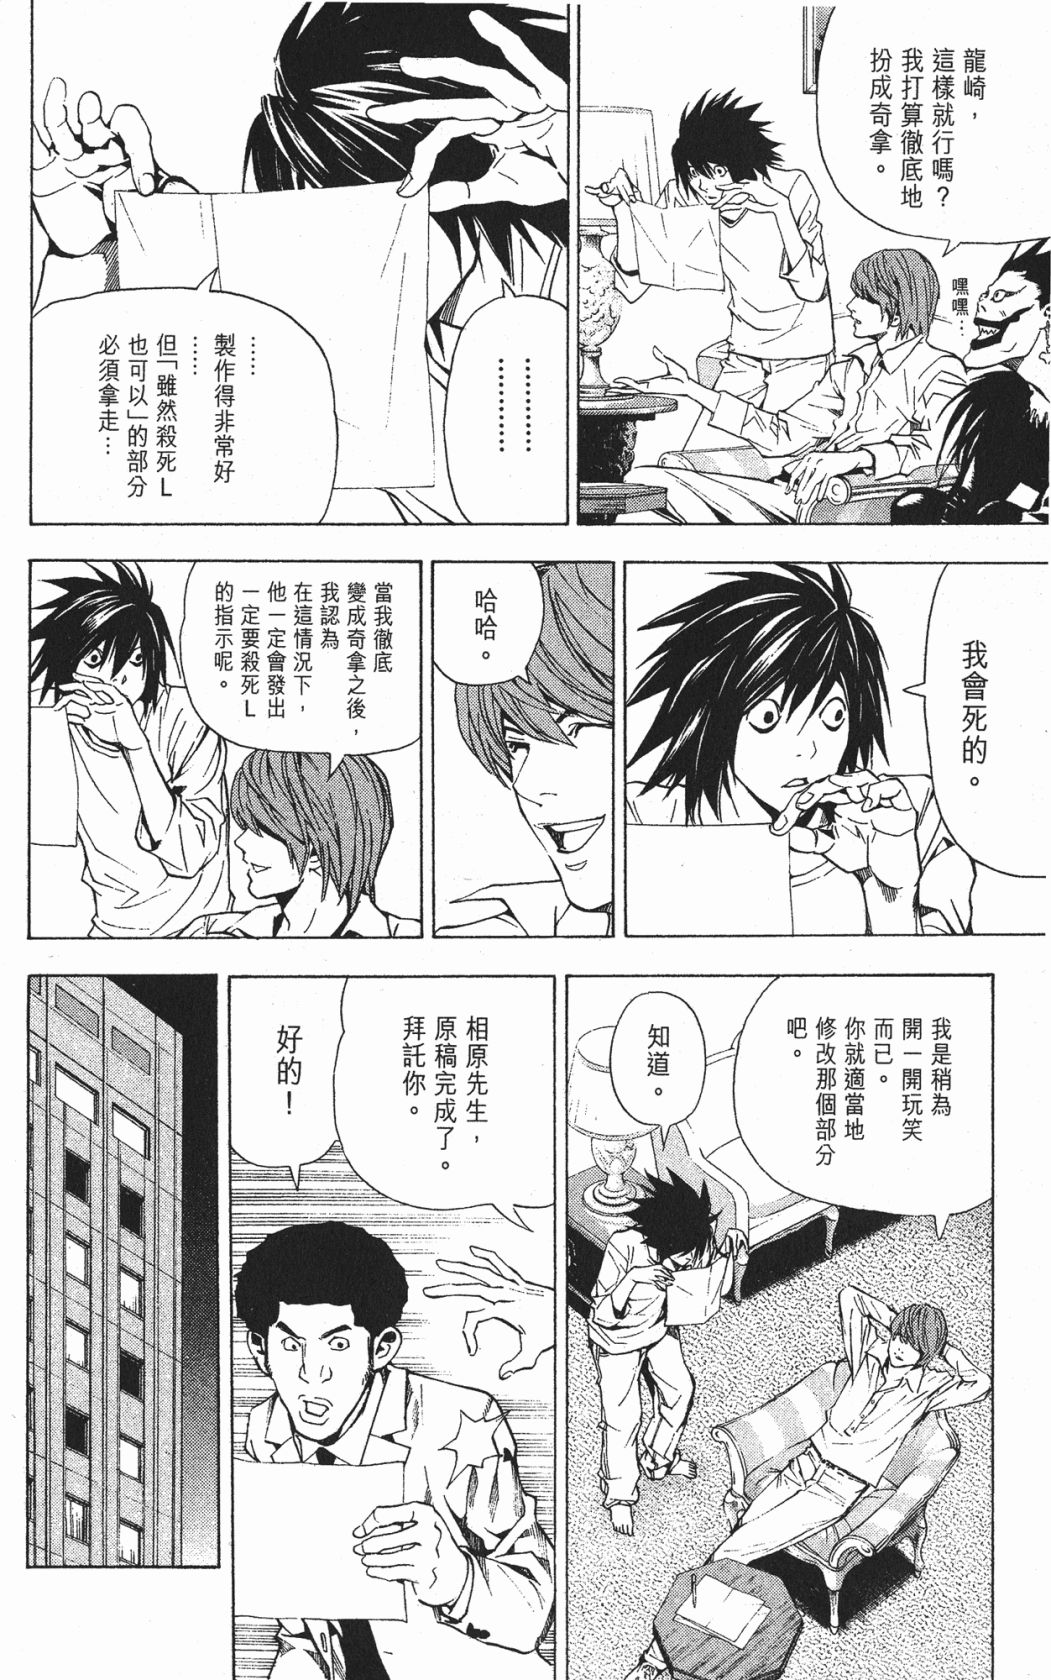 龍崎，
這樣就行嗎？
我打算徹底地
扮成奇拿。
嘿嘿…
…………
……
製作得非常好
……
但「雖然殺死L
也可以」的部分
必須拿走…
我會死的。
哈哈。
當我徹底
變成奇拿之後，
我認為
在這情況下，
他一定會發出
一定要殺死L
的指示呢。
我是稍為
開一開玩笑
而已。
你就適當地
修改那個部分
吧。
知道。
相原先生，
原稿完成了。
拜託你。
好的！